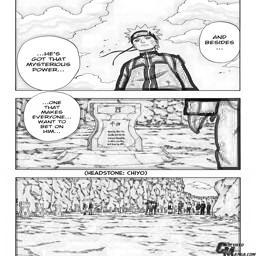 AND
BESIDES
...
...HE'S
GOT THAT
MYSTERIOUS
POWER...
...ONE
THAT
MAKES
EVERYONE...
WANT TO
BET ON
HIM...
(HEADSTONE: CHIYO)